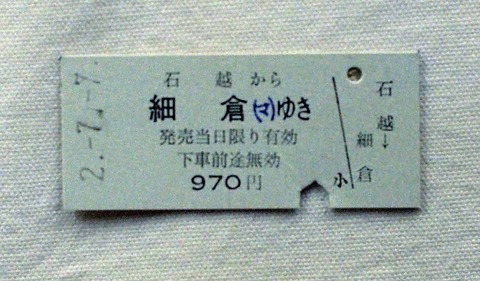 2.-7.-7.
石越から
細倉(マ)ゆき
発売当日限り有効
下車前途無効
970円
小
石越→細倉